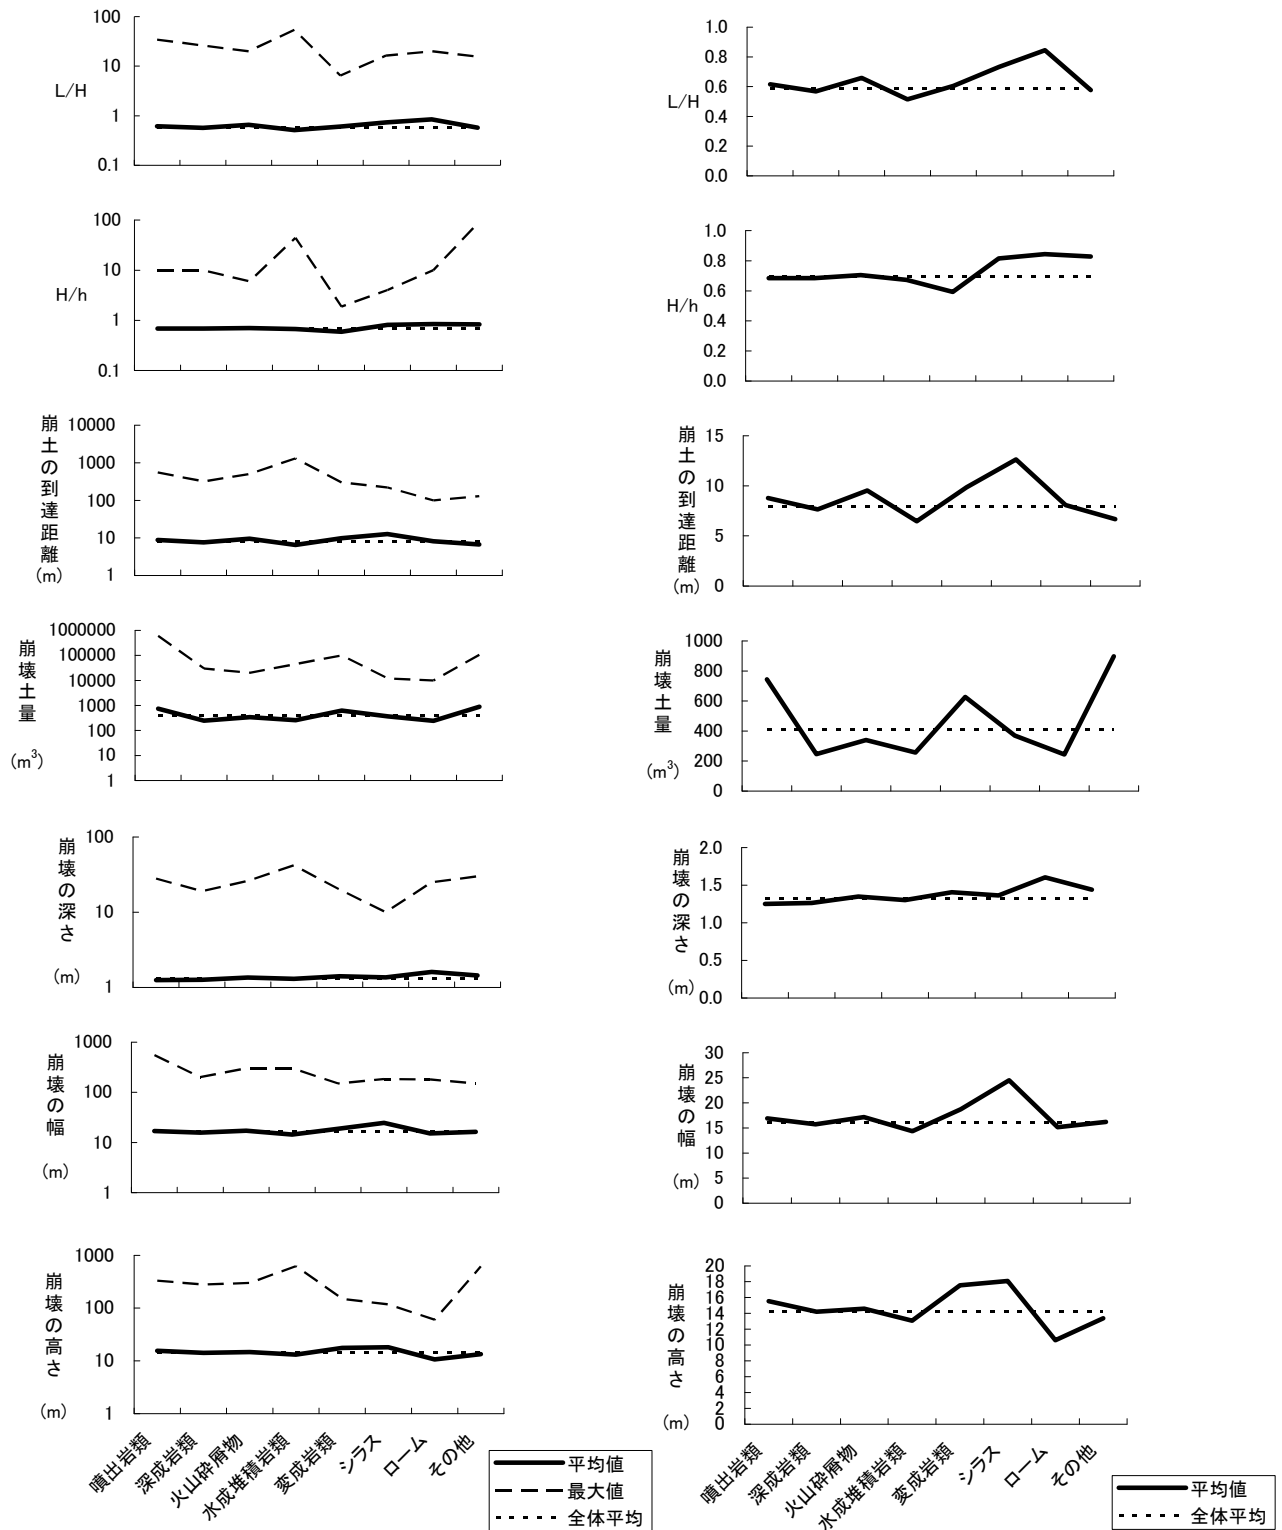 100
10
L/H
1
0.1
1.0
0.8
0.6
L/H
0.4
0.2
0.0
100
10
H/h
1
0.1
1.0
0.8
0.6
H/h
0.4
0.2
0.0
崩土の到達距離
(m)
10000
1000
100
10
1
崩土の到達距離
(m)
15
10
5
0
崩壊土量
(m³)
1000000
100000
10000
1000
100
10
1
崩壊土量
(m³)
1000
800
600
400
200
0
崩壊の深さ
(m)
100
10
1
崩壊の深さ
(m)
2.0
1.5
1.0
0.5
0.0
崩壊の幅
(m)
1000
100
10
1
崩壊の幅
(m)
30
25
20
15
10
5
0
崩壊の高さ
(m)
1000
100
10
1
崩壊の高さ
(m)
20
18
16
14
12
10
8
6
4
2
0
噴出岩類
深成岩類
火山砕屑物
水成堆積岩類
変成岩類
シラス
ローム
その他
平均値
最大値
全体平均
噴出岩類
深成岩類
火山砕屑物
水成堆積岩類
変成岩類
シラス
ローム
その他
平均値
全体平均